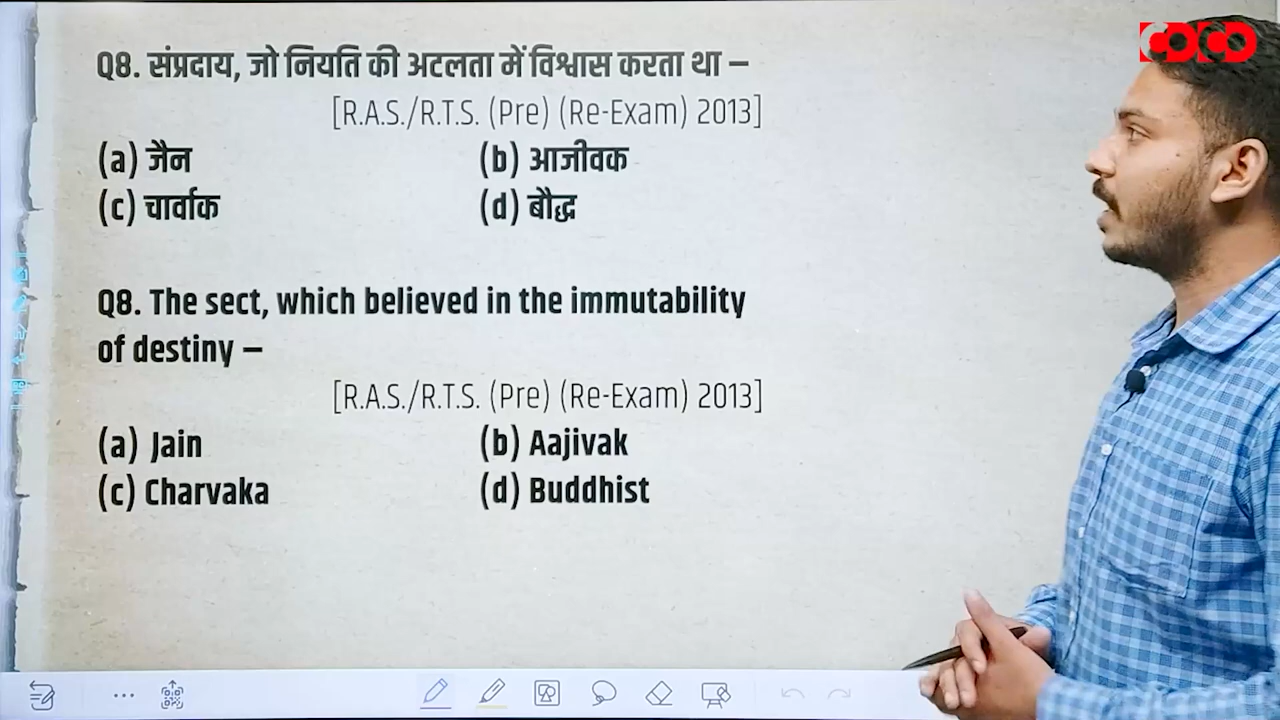 COCO
Q8. संप्रदाय, जो नियति की अटलता में विश्वास करता था –
[R.A.S./R.T.S. (Pre) (Re-Exam) 2013]
(a) जैन (b) आजीवक
(c) चार्वाक (d) बौद्ध
Q8. The sect, which believed in the immutability
of destiny –
[R.A.S./R.T.S. (Pre) (Re-Exam) 2013]
(a) Jain (b) Aajivak
(c) Charvaka (d) Buddhist